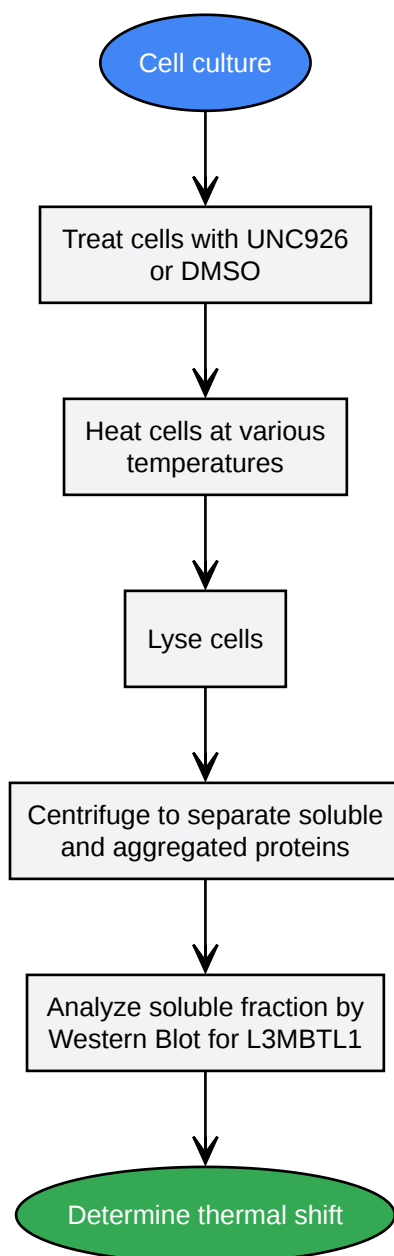 Cell culture
Treat cells with UNC926
or DMSO
Heat cells at various
temperatures
Lyse cells
Centrifuge to separate soluble
and aggregated proteins
Analyze soluble fraction by
Western Blot for L3MBTL1
Determine thermal shift